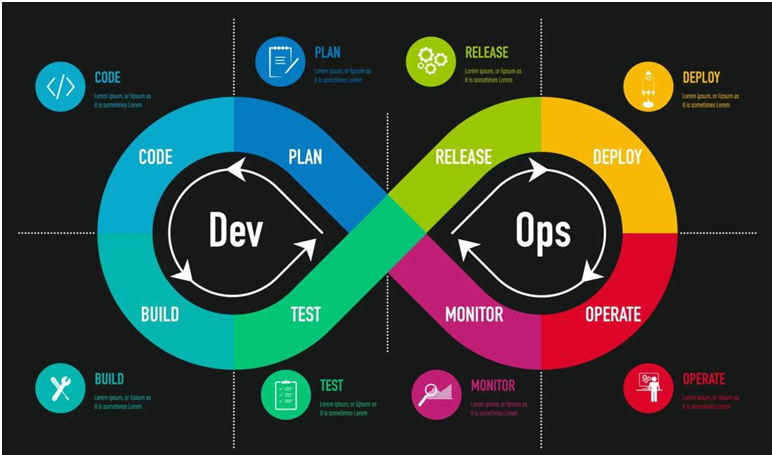 CODE
Lorem ipsum, or lipsum as
it is sometimes Lorem
PLAN
Lorem ipsum, or lipsum as
it is sometimes Lorem
RELEASE
Lorem ipsum, or lipsum as
it is sometimes Lorem
DEPLOY
Lorem ipsum, or lipsum as
it is sometimes Lorem
CODE
PLAN
RELEASE
DEPLOY
Dev
Ops
BUILD
TEST
MONITOR
OPERATE
BUILD
Lorem ipsum, or lipsum as
it is sometimes Lorem
TEST
Lorem ipsum, or lipsum as
it is sometimes Lorem
MONITOR
Lorem ipsum, or lipsum as
it is sometimes Lorem
OPERATE
Lorem ipsum, or lipsum as
it is sometimes Lorem